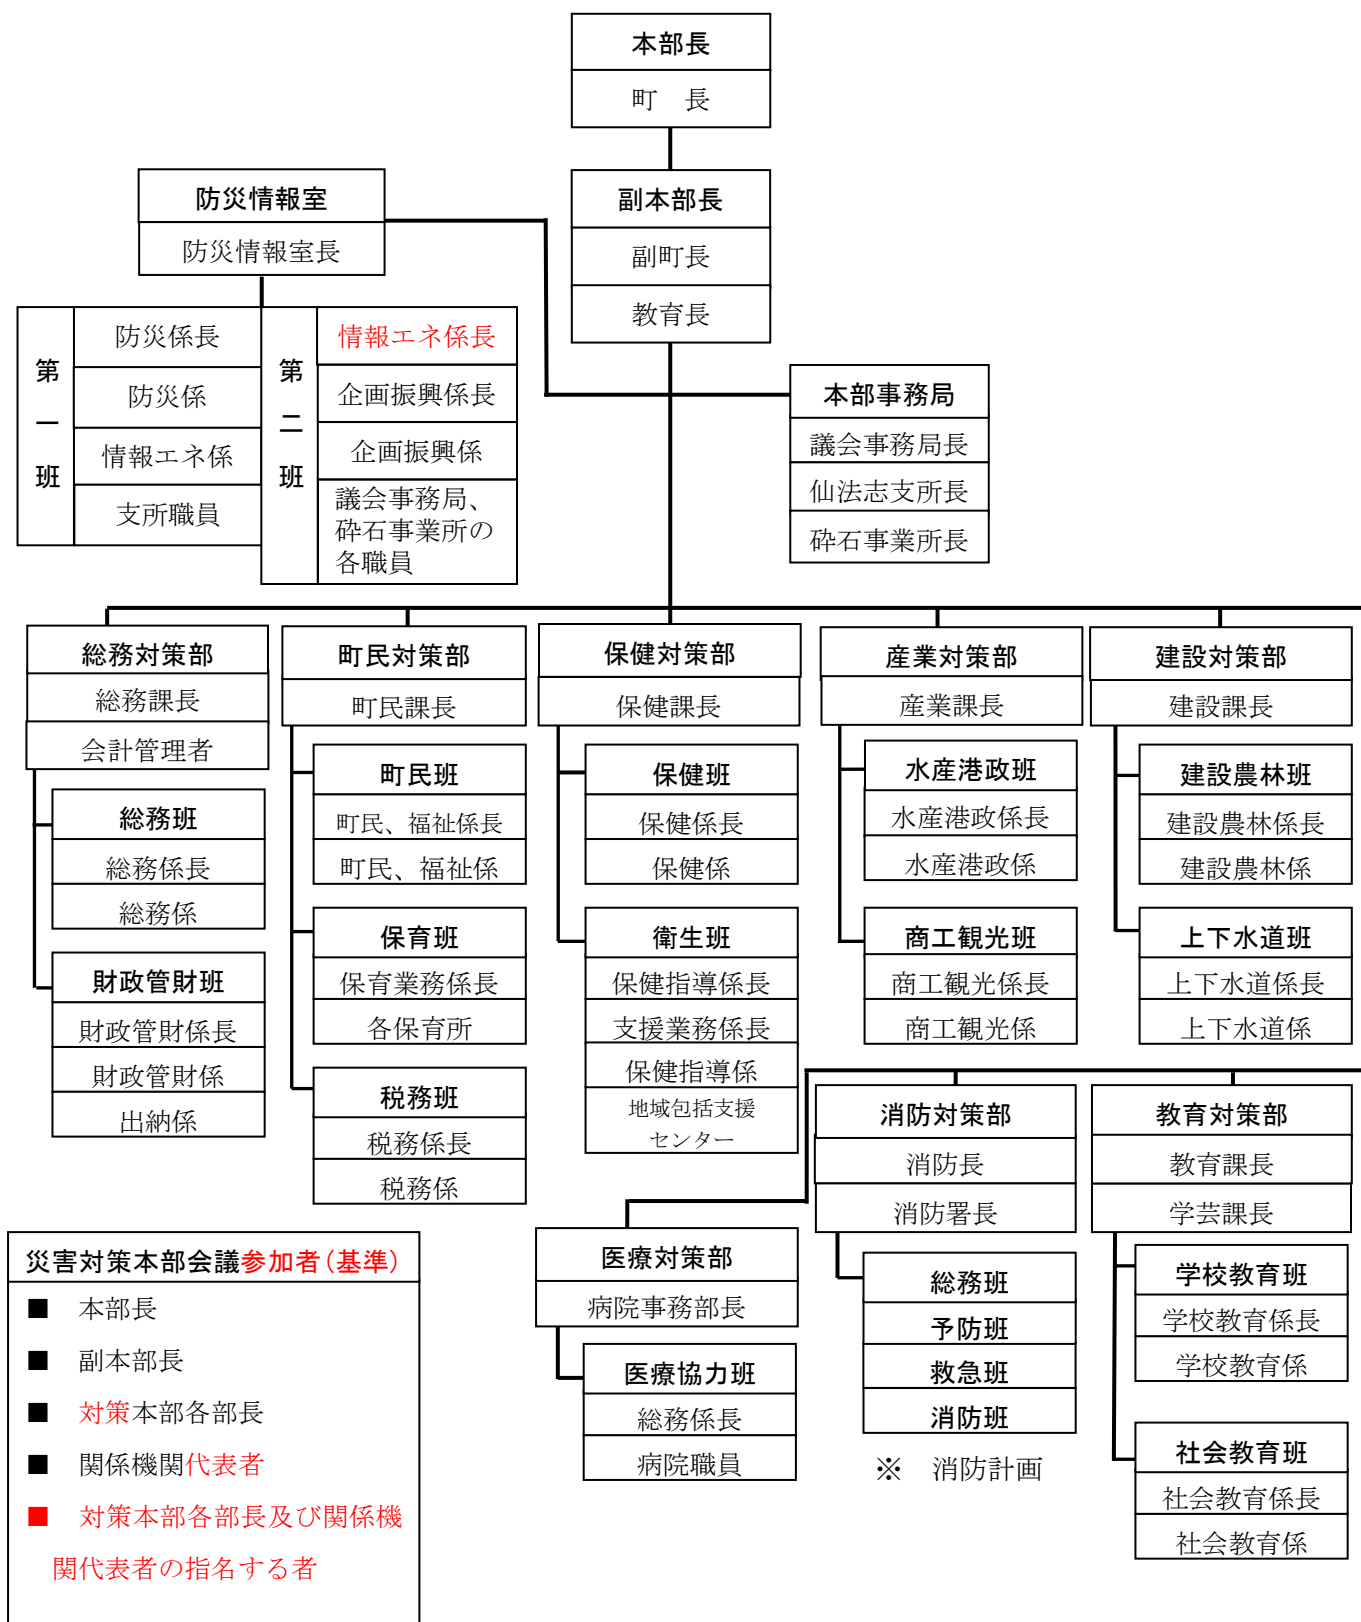 本部長
町　長
副本部長
副町長
教育長
防災情報室
防災情報室長
第一班
防災係長
防災係
情報エネ係
支所職員
第二班
情報エネ係長
企画振興係長
企画振興係
議会事務局、
砕石事業所の
各職員
本部事務局
議会事務局長
仙法志支所長
砕石事業所長
総務対策部
総務課長
会計管理者
総務班
総務係長
総務係
財政管財班
財政管財係長
財政管財係
出納係
町民対策部
町民課長
町民班
町民、福祉係長
町民、福祉係
保育班
保育業務係長
各保育所
税務班
税務係長
税務係
保健対策部
保健課長
保健班
保健係長
保健係
衛生班
保健指導係長
支援業務係長
保健指導係
地域包括支援
センター
産業対策部
産業課長
水産港政班
水産港政係長
水産港政係
商工観光班
商工観光係長
商工観光係
建設対策部
建設課長
建設農林班
建設農林係長
建設農林係
上下水道班
上下水道係長
上下水道係
医療対策部
病院事務部長
医療協力班
総務係長
病院職員
消防対策部
消防長
消防署長
総務班
予防班
救急班
消防班
※　消防計画
教育対策部
教育課長
学芸課長
学校教育班
学校教育係長
学校教育係
社会教育班
社会教育係長
社会教育係
災害対策本部会議参加者（基準）
■　本部長
■　副本部長
■　対策本部各部長
■　関係機関代表者
■　対策本部各部長及び関係機
関代表者の指名する者